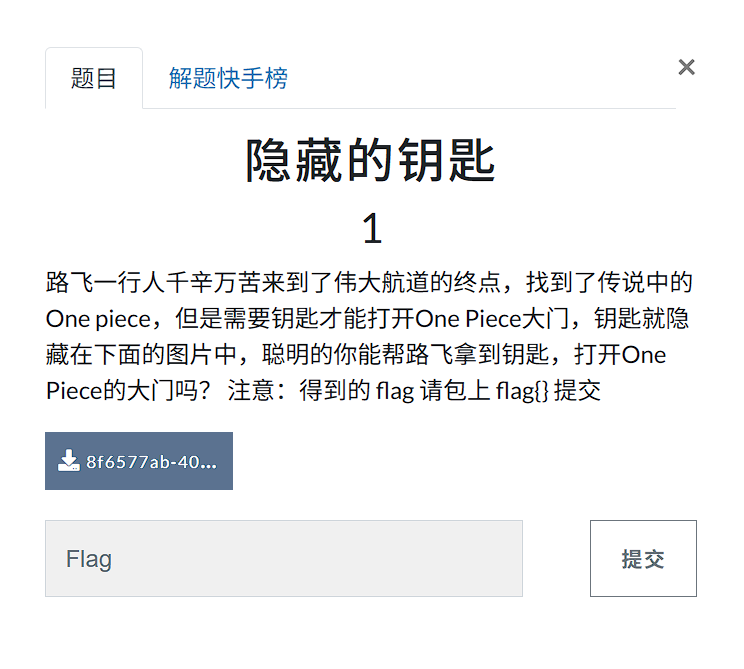 题目 解题快手榜 ×
隐藏的钥匙
1
路飞一行人千辛万苦来到了伟大航道的终点，找到了传说中的
One piece，但是需要钥匙才能打开One Piece大门，钥匙就隐
藏在下面的图片中，聪明的你能帮路飞拿到钥匙，打开One
Piece的大门吗？ 注意：得到的 flag 请包上 flag{} 提交
8f6577ab-40...
Flag 提交